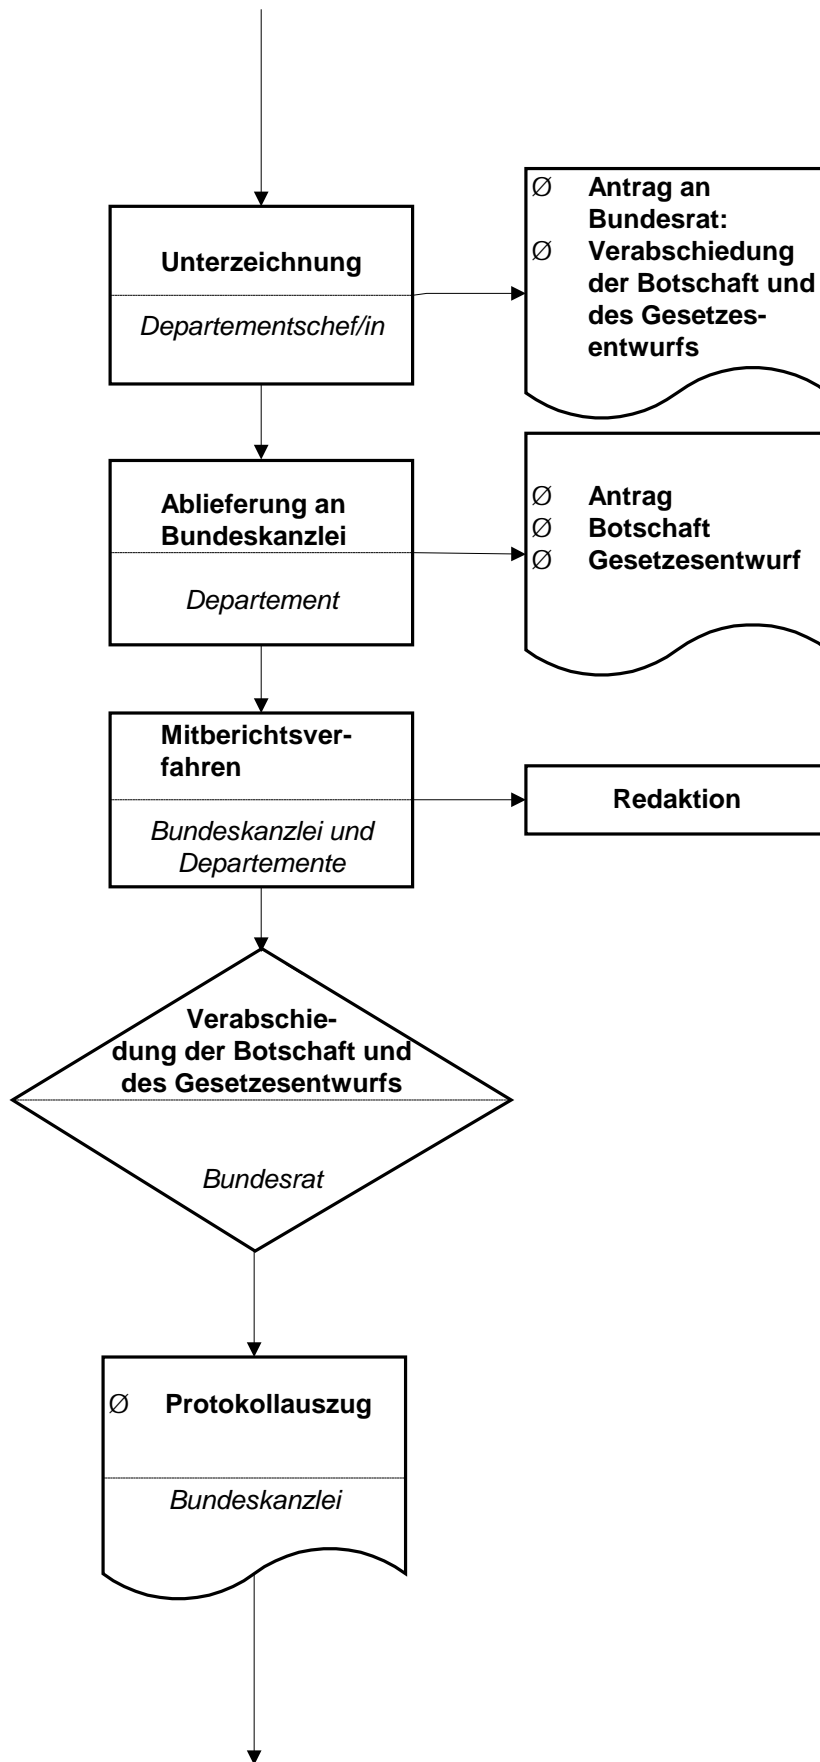 Unterzeichnung
Departementschef/in
Ø Antrag an
Bundesrat:
Ø Verabschiedung
der Botschaft und
des Gesetzes-
entwurfs
Ablieferung an
Bundeskanzlei
Departement
Ø Antrag
Ø Botschaft
Ø Gesetzesentwurf
Mitberichtsver-
fahren
Bundeskanzlei und
Departemente
Redaktion
Verabschie-
dung der Botschaft und
des Gesetzesentwurfs
Bundesrat
Ø Protokollauszug
Bundeskanzlei